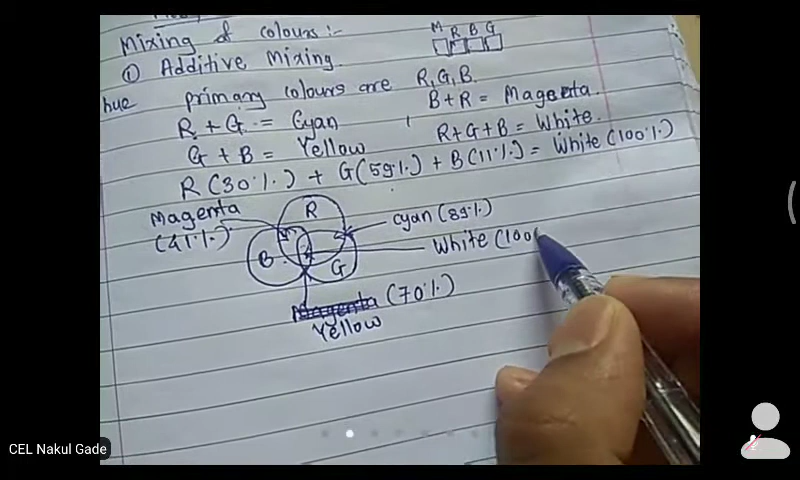 Mixing of colours:-
M R B G
① Additive Mixing.
hue primary colours are R, G, B.
R + G = Cyan
B + R = Magenta.
G + B = Yellow
R + G + B = White.
R (30%) + G (59%) + B (11%) = White (100%)
Magenta
(41%)
R
Cyan (89%)
B
G
White (100
(70%)
Yellow
CEL Nakul Gade